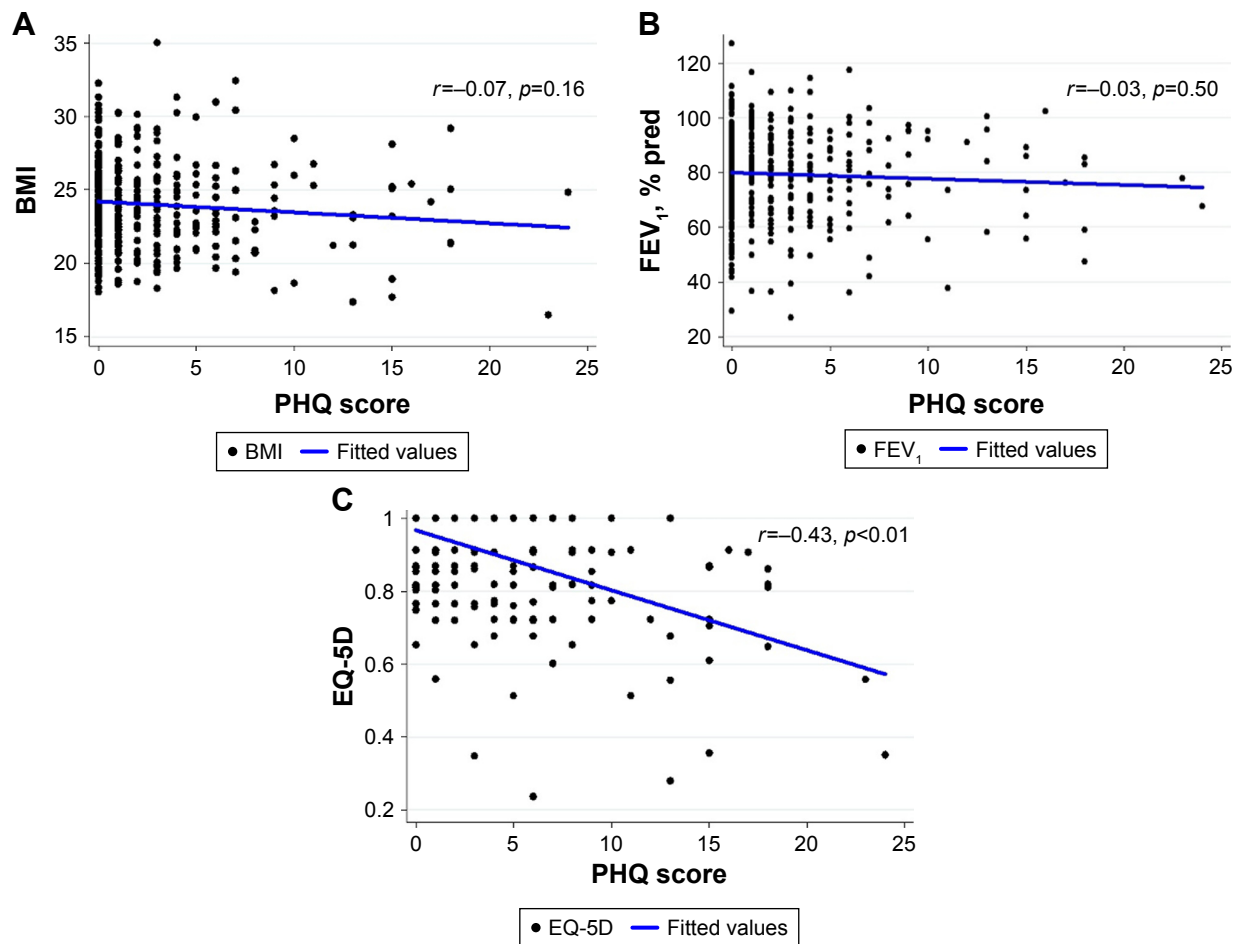 A
35
30
25
20
15
BMI
r=–0.07, p=0.16
0 5 10 15 20 25
PHQ score
BMI Fitted values
B
120
100
80
60
40
20
FEV₁, % pred
r=–0.03, p=0.50
0 5 10 15 20 25
PHQ score
FEV₁ Fitted values
C
1
0.8
0.6
0.4
0.2
EQ-5D
r=–0.43, p<0.01
0 5 10 15 20 25
PHQ score
EQ-5D Fitted values